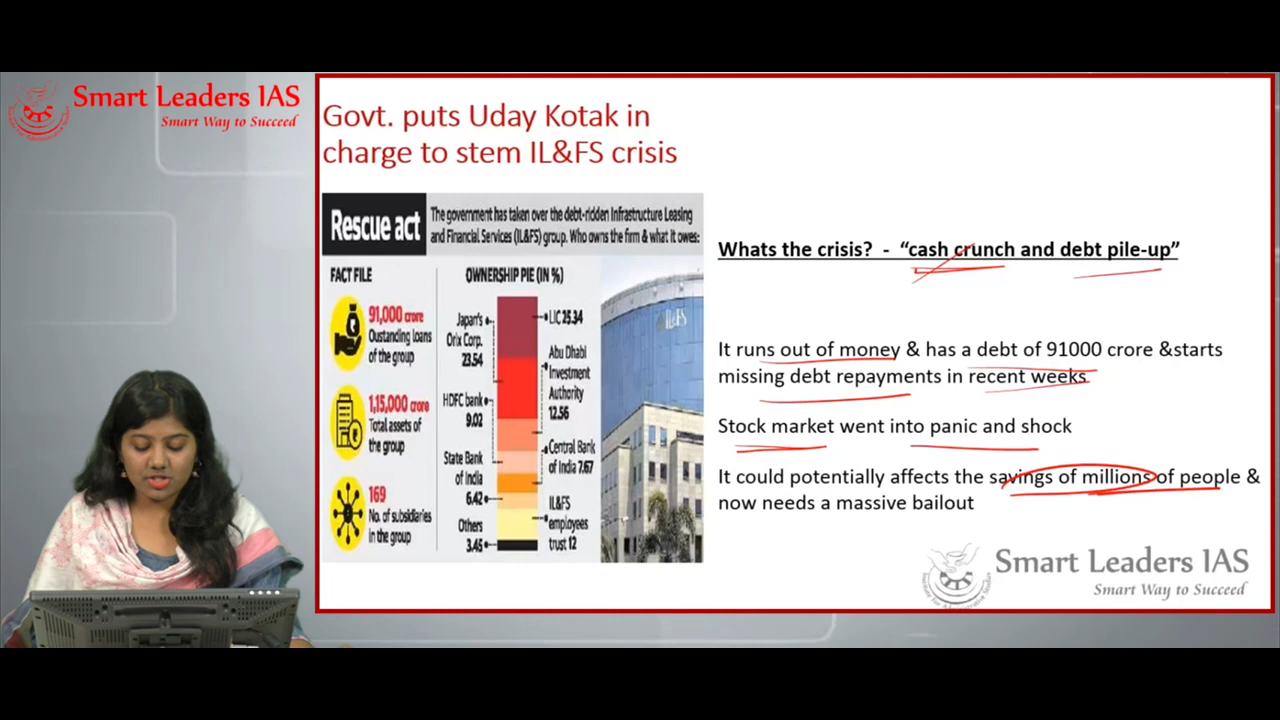 Smart Leaders IAS
Smart Way to Succeed
Govt. puts Uday Kotak in
charge to stem IL&FS crisis
Rescue act
The government has taken over the debt-ridden Infrastructure Leasing
and Financial Services (IL&FS) group. Who owns the firm & what it owes:
FACT FILE
91,000 crore
Oustanding loans
of the group
1,15,000 crore
Total assets of
the group
169
No. of subsidiaries
in the group
OWNERSHIP PIE (IN %)
Japan's
Orix Corp.
23.54
HDFC bank
9.02
State Bank
of India
6.42
Others
3.45
LIC 25.34
Abu Dhabi
Investment
Authority
12.56
Central Bank
of India 7.67
IL&FS
employees
trust 12
IL&FS
Whats the crisis? - “cash crunch and debt pile-up”
It runs out of money & has a debt of 91000 crore &starts
missing debt repayments in recent weeks
Stock market went into panic and shock
It could potentially affects the savings of millions of people &
now needs a massive bailout
Smart Leaders IAS
Smart Way to Succeed